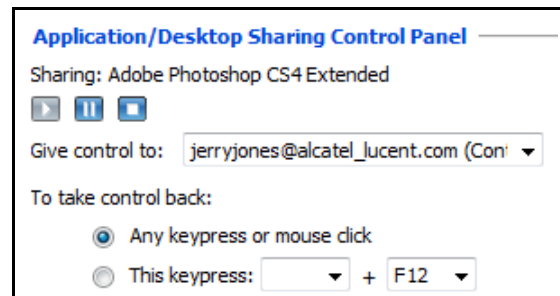 Application/Desktop Sharing Control Panel
Sharing: Adobe Photoshop CS4 Extended
Give control to: jerryjones@alcatel_lucent.com (Cont
To take control back:
Any keypress or mouse click
This keypress: + F12